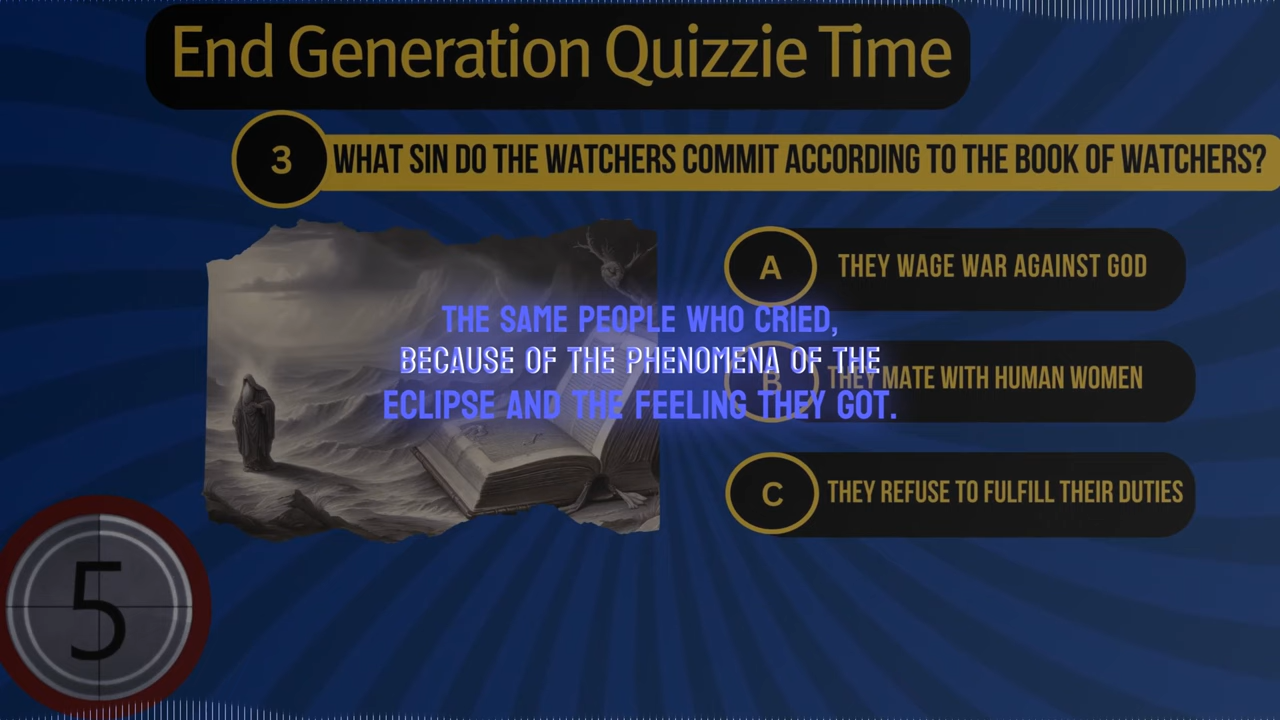 End Generation Quizzie Time
3
WHAT SIN DO THE WATCHERS COMMIT ACCORDING TO THE BOOK OF WATCHERS?
A
THEY WAGE WAR AGAINST GOD
THE SAME PEOPLE WHO CRIED,
BECAUSE OF THE PHENOMENA OF THE
ECLIPSE AND THE FEELING THEY GOT.
B
THEY MATE WITH HUMAN WOMEN
C
THEY REFUSE TO FULFILL THEIR DUTIES
5